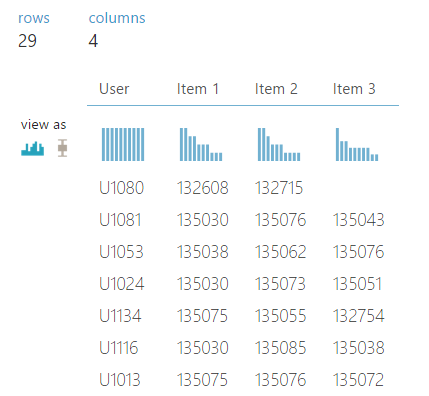 rows columns
29 4
User Item 1 Item 2 Item 3
view as
U1080 132608 132715
U1081 135030 135076 135043
U1053 135038 135062 135076
U1024 135030 135073 135051
U1134 135075 135055 132754
U1116 135030 135085 135038
U1013 135075 135076 135072